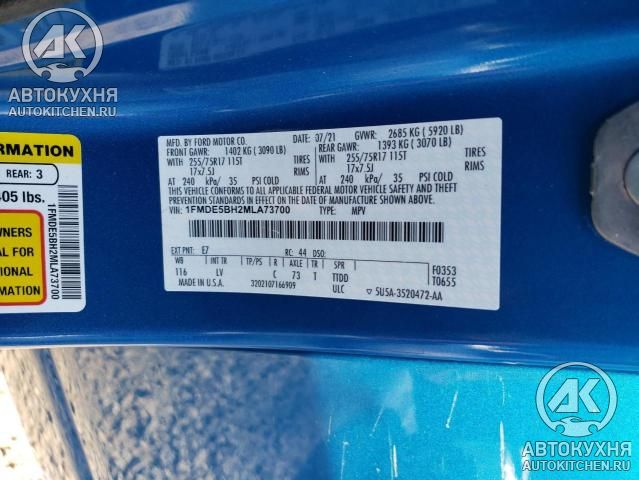 АК
АВТОКУХНЯ
AUTOKITCHEN.RU
RMATION
REAR: 3
405 lbs.
WNERS
AL FOR
TIONAL
MATION
1FMDE5BH2MLA73700
MFD. BY FORD MOTOR CO.
DATE: 07/21 GVWR: 2685 KG ( 5920 LB)
FRONT GAWR: 1402 KG ( 3090 LB) REAR GAWR: 1393 KG ( 3070 LB)
WITH 255/75R17 115T TIRES WITH 255/75R17 115T TIRES
17x7.5J RIMS 17x7.5J RIMS
AT 240 kPa/ 35 PSI COLD AT 240 kPa/ 35 PSI COLD
THIS VEHICLE CONFORMS TO ALL APPLICABLE FEDERAL MOTOR VEHICLE SAFETY AND
THEFT PREVENTION STANDARDS IN EFFECT ON THE DATE OF MANUFACTURE SHOWN ABOVE.
VIN: 1FMDE5BH2MLA73700 TYPE: MPV
EXT PNT: E7 RC: 44 DSO:
WB INT TR TP/PS R AXLE TR SPR
116 LV C 73 T TTDD
F0353
T0655
MADE IN U.S.A. 3202107166909 ULC ▽ 5U5A-3520472-AA
АК
АВТОКУХНЯ
AUTOKITCHEN.RU